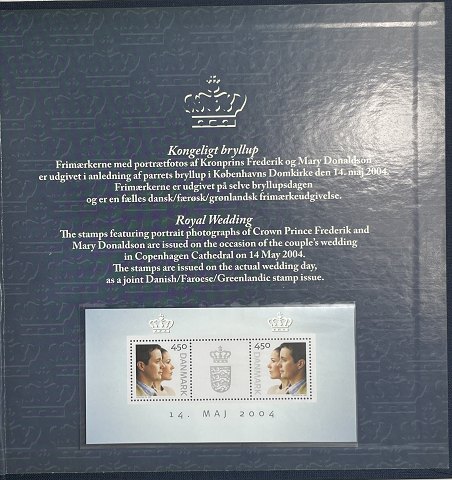 Kongeligt bryllup
Frimærkerne med portrætfotos af Kronprins Frederik og Mary Donaldson
er udgivet i anledning af parrets bryllup i Københavns Domkirke den 14. maj 2004.
Frimærkerne er udgivet på selve bryllupsdagen
og er en fælles dansk/færøsk/grønlandsk frimærkeudgivelse.
Royal Wedding
The stamps featuring portrait photographs of Crown Prince Frederik and
Mary Donaldson are issued on the occasion of the couple's wedding
in Copenhagen Cathedral on 14 May 2004.
The stamps are issued on the actual wedding day,
as a joint Danish/Faroese/Greenlandic stamp issue.
450
DANMARK
450
DANMARK
14. MAJ 2004